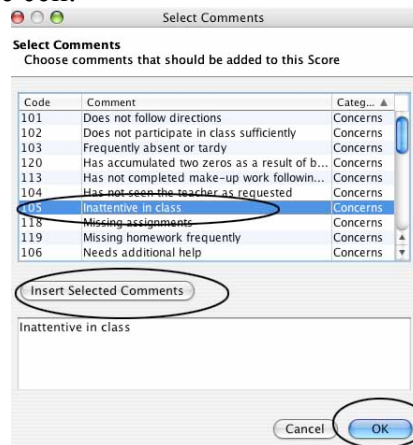 Select Comments
Select Comments
Choose comments that should be added to this Score
Code Comment Categ... ▲
101 Does not follow directions Concerns
102 Does not participate in class sufficiently Concerns
103 Frequently absent or tardy Concerns
120 Has accumulated two zeros as a result of b... Concerns
113 Has not completed make-up work followin... Concerns
104 Has not seen the teacher as requested Concerns
105 Inattentive in class Concerns
118 Missing assignments Concerns
119 Missing homework frequently Concerns
106 Needs additional help Concerns
Insert Selected Comments
Inattentive in class
Cancel OK